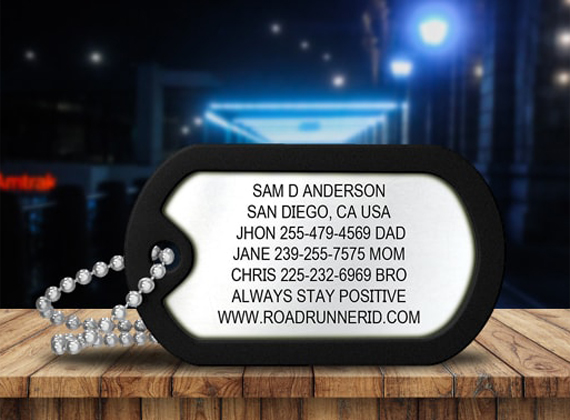 Amtrak
SAM D ANDERSON
SAN DIEGO, CA USA
JHON 255-479-4569 DAD
JANE 239-255-7575 MOM
CHRIS 225-232-6969 BRO
ALWAYS STAY POSITIVE
WWW.ROADRUNNERID.COM